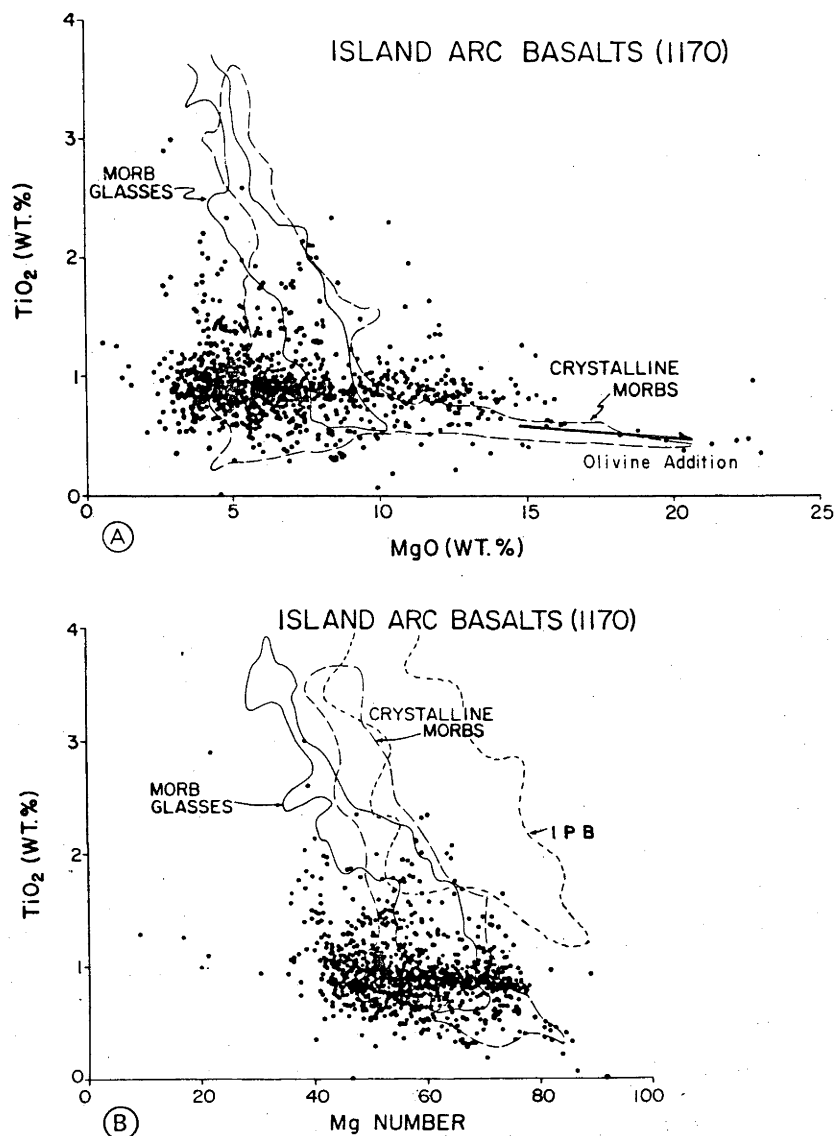 ISLAND ARC BASALTS (1170)
4
3
2
1
0
TiO₂ (WT.%)
MORB
GLASSES
CRYSTALLINE
MORBS
Olivine Addition
0 5 10 15 20 25
MgO (WT.%)
A
ISLAND ARC BASALTS (1170)
4
3
2
1
0
TiO₂ (WT.%)
CRYSTALLINE
MORBS
MORB
GLASSES
IPB
0 20 40 60 80 100
Mg NUMBER
B